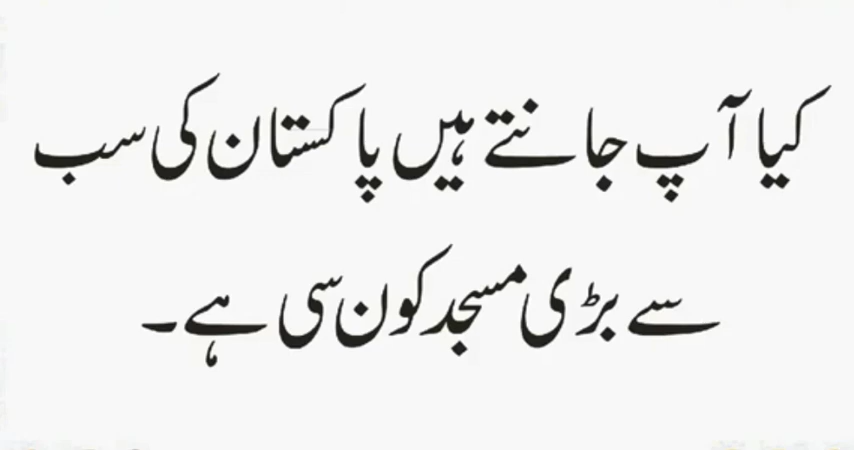 کیا آپ جانتے ہیں پاکستان کی سب
سے بڑی مسجد کون سی ہے۔